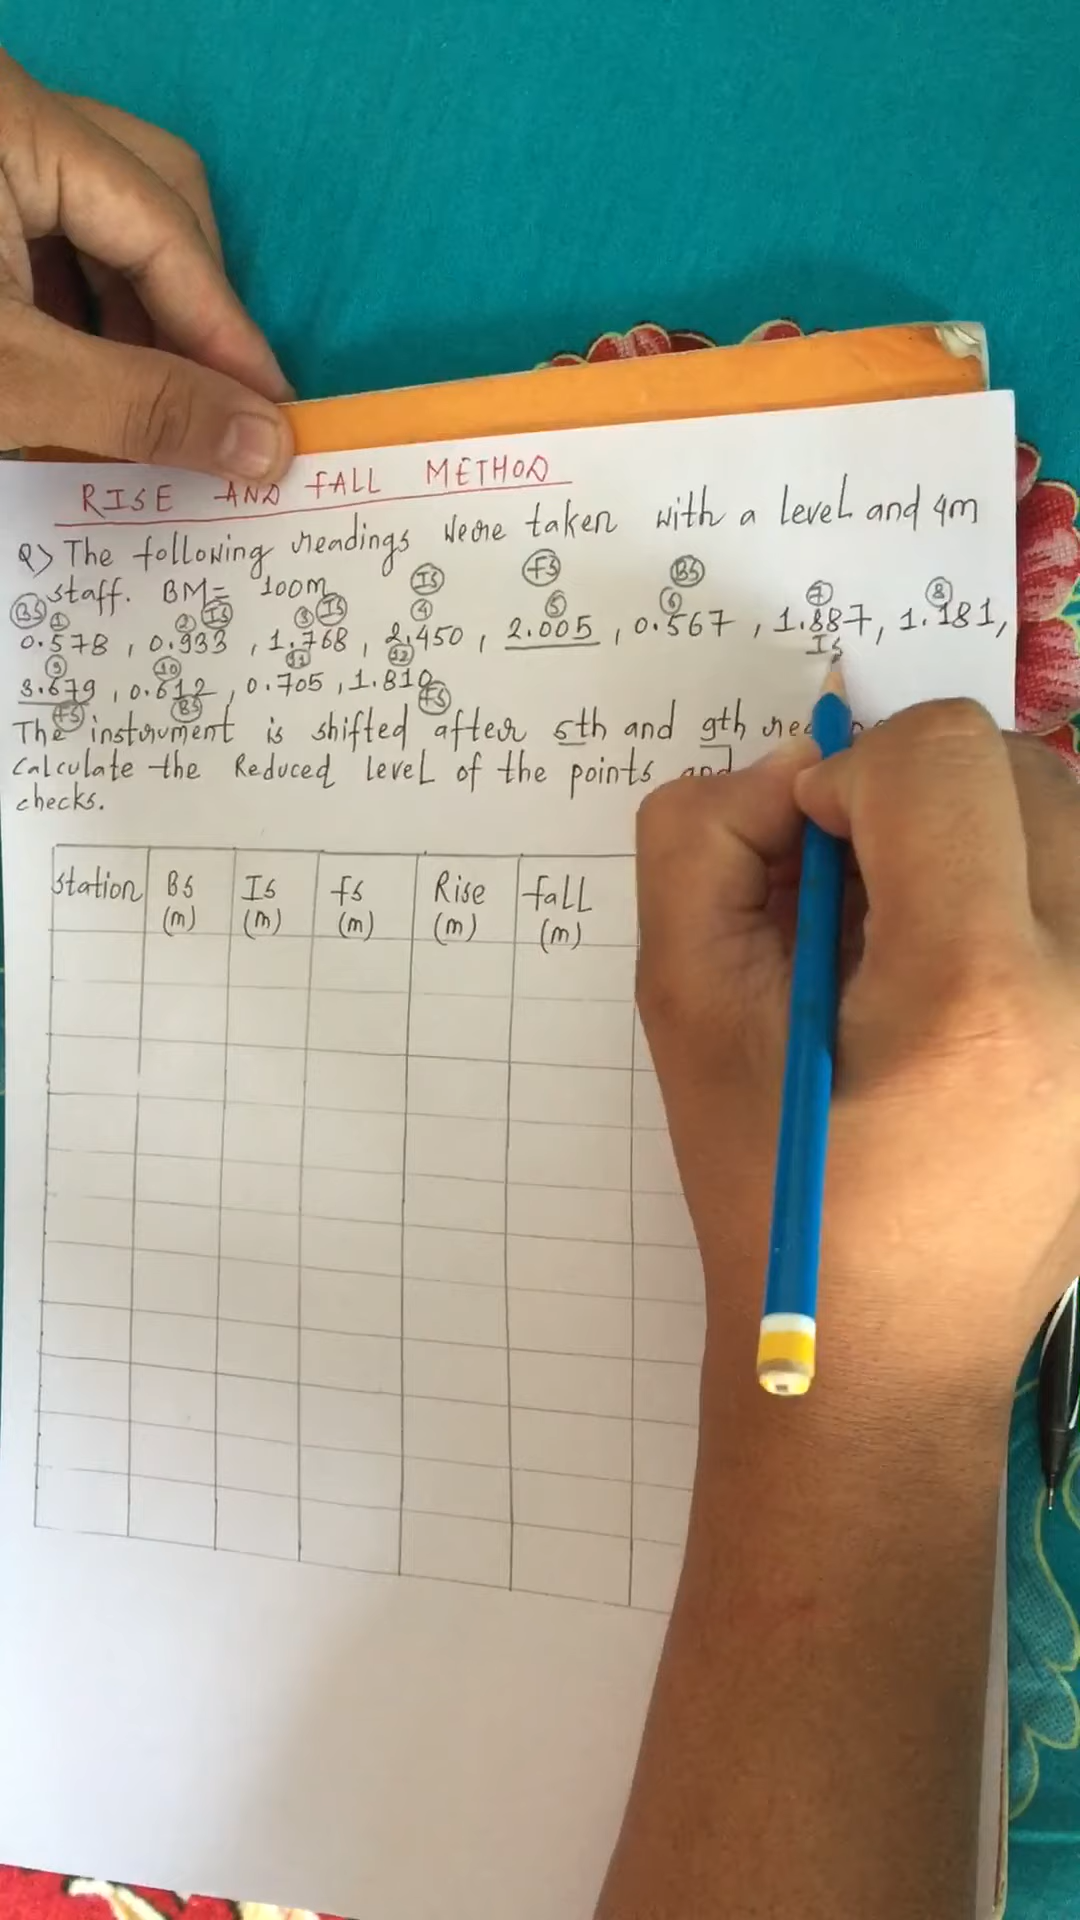 RISE AND FALL METHOD
Q) The following readings were taken with a level and 4m
staff. BM = 100m
BS IS IS IS FS BS
1 2 3 4 5 6 7 8
0.578, 0.933, 1.768, 2.450, 2.005, 0.567, 1.887, 1.181,
IS
9 10 11 12
3.679, 0.612, 0.705, 1.810
FS BS FS
The instrument is shifted after 5th and 9th
Calculate the Reduced level of the points and
checks.
Station BS IS FS Rise Fall
(m) (m) (m) (m) (m)